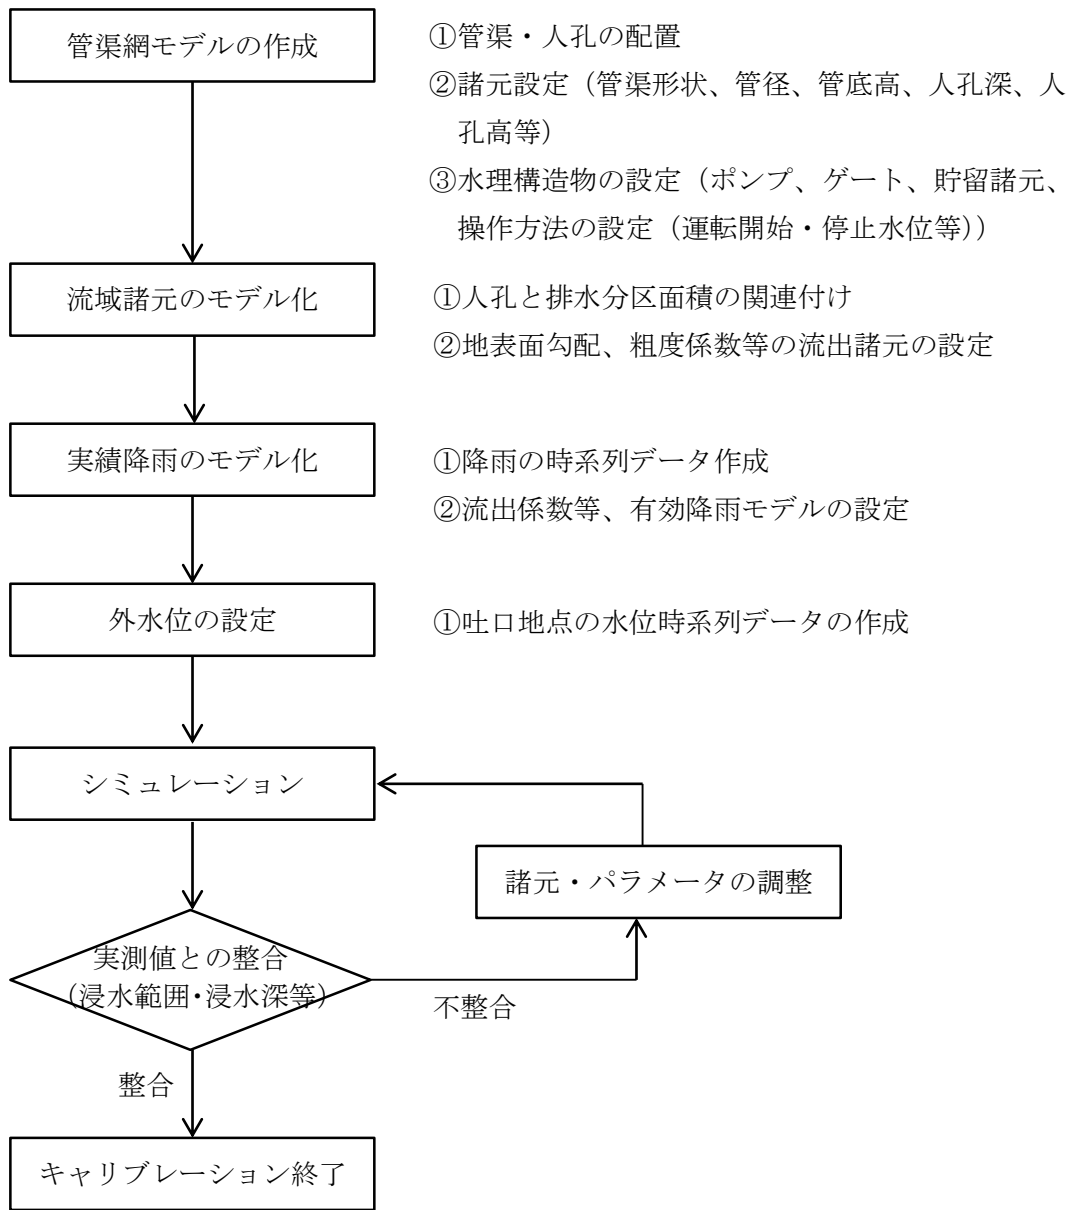 管渠網モデルの作成
①管渠・人孔の配置
②諸元設定（管渠形状、管径、管底高、人孔深、人
孔高等）
③水理構造物の設定（ポンプ、ゲート、貯留諸元、
操作方法の設定（運転開始・停止水位等））
流域諸元のモデル化
①人孔と排水分区面積の関連付け
②地表面勾配、粗度係数等の流出諸元の設定
実績降雨のモデル化
①降雨の時系列データ作成
②流出係数等、有効降雨モデルの設定
外水位の設定
①吐口地点の水位時系列データの作成
シミュレーション
諸元・パラメータの調整
実測値との整合
（浸水範囲・浸水深等）
不整合
整合
キャリブレーション終了